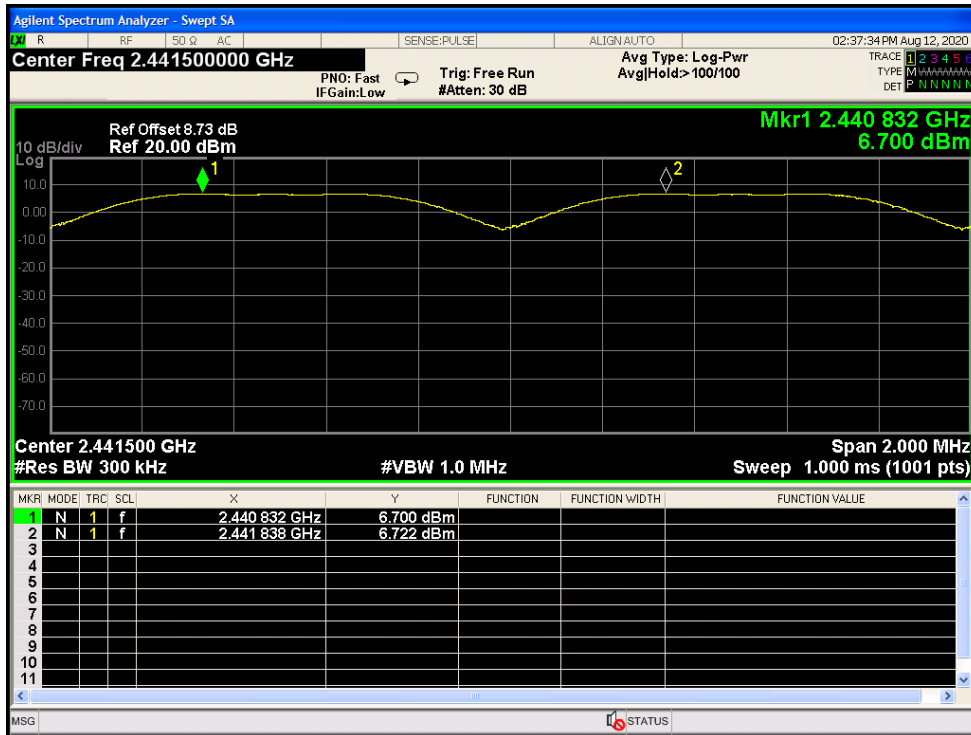 Agilent Spectrum Analyzer - Swept SA
LXI R RF 50 Ω AC SENSE:PULSE ALIGN AUTO 02:37:34 PM Aug 12, 2020
Center Freq 2.441500000 GHz
PNO: Fast
IFGain:Low
Trig: Free Run
#Atten: 30 dB
Avg Type: Log-Pwr
Avg|Hold:>100/100
TRACE 1 2 3 4 5 6
TYPE M
DET P N N N N N
Mkr1 2.440 832 GHz
6.700 dBm
Ref Offset 8.73 dB
10 dB/div Ref 20.00 dBm
Log
1
2
10.0
0.00
-10.0
-20.0
-30.0
-40.0
-50.0
-60.0
-70.0
Center 2.441500 GHz Span 2.000 MHz
#Res BW 300 kHz #VBW 1.0 MHz Sweep 1.000 ms (1001 pts)
MKR MODE TRC SCL X Y FUNCTION FUNCTION WIDTH FUNCTION VALUE
1 N 1 f 2.440 832 GHz 6.700 dBm
2 N 1 f 2.441 838 GHz 6.722 dBm
3
4
5
6
7
8
9
10
11
MSG STATUS